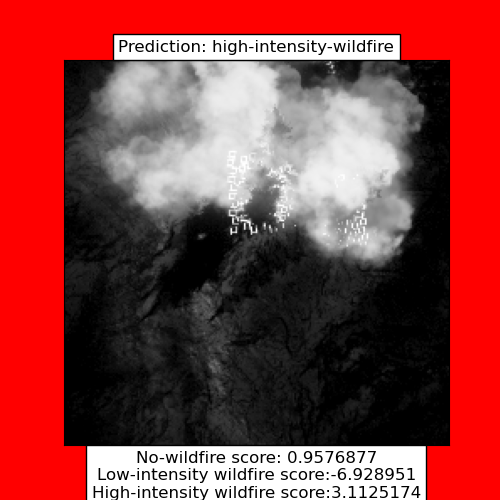 Prediction: high-intensity-wildfire
No-wildfire score: 0.9576877
Low-intensity wildfire score:-6.928951
High-intensity wildfire score:3.1125174